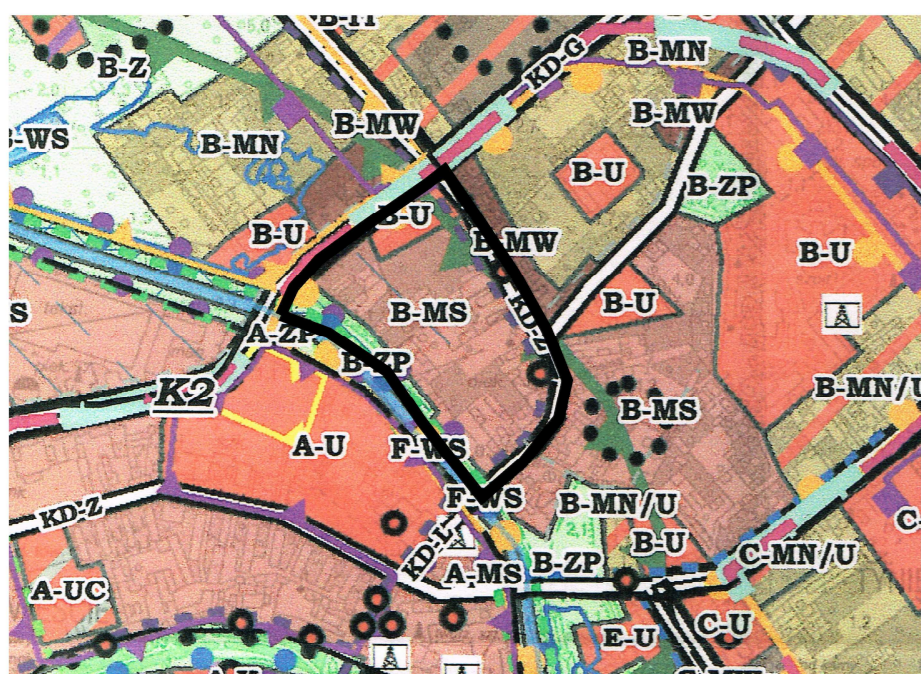 B-Z
KD-G
B-MN
B-WS
B-MN
B-MW
B-MW
B-U
B-ZP
B-U
B-U
B-MW
B-U
B-MS
KD-Z
B-U
A-ZP
B-ZP
K2
B-MN/U
B-MS
A-U
F-WS
F-WS
B-MN/U
KD-Z
KD-L
B-ZP
B-U
C-MN/U
A-MS
A-UC
E-U
C-U